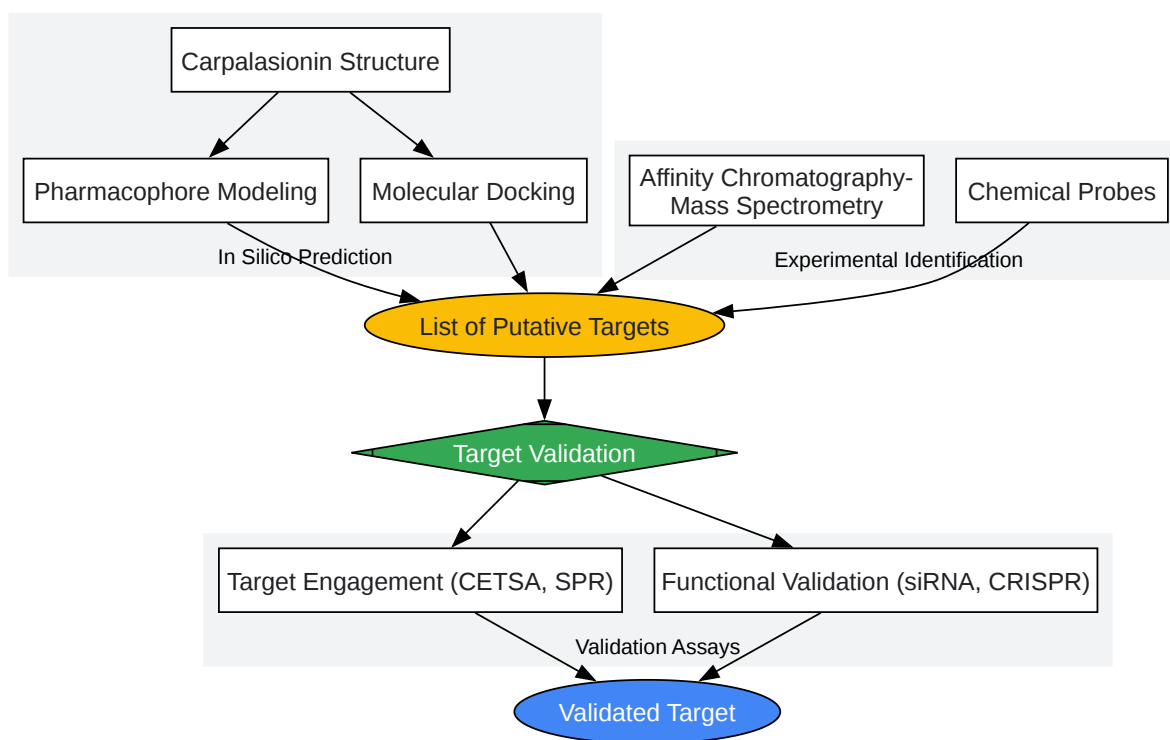 Carpalasionin Structure
Pharmacophore Modeling
Molecular Docking
Affinity Chromatography-
Mass Spectrometry
Chemical Probes
In Silico Prediction
Experimental Identification
List of Putative Targets
Target Validation
Target Engagement (CETSA, SPR)
Functional Validation (siRNA, CRISPR)
Validation Assays
Validated Target